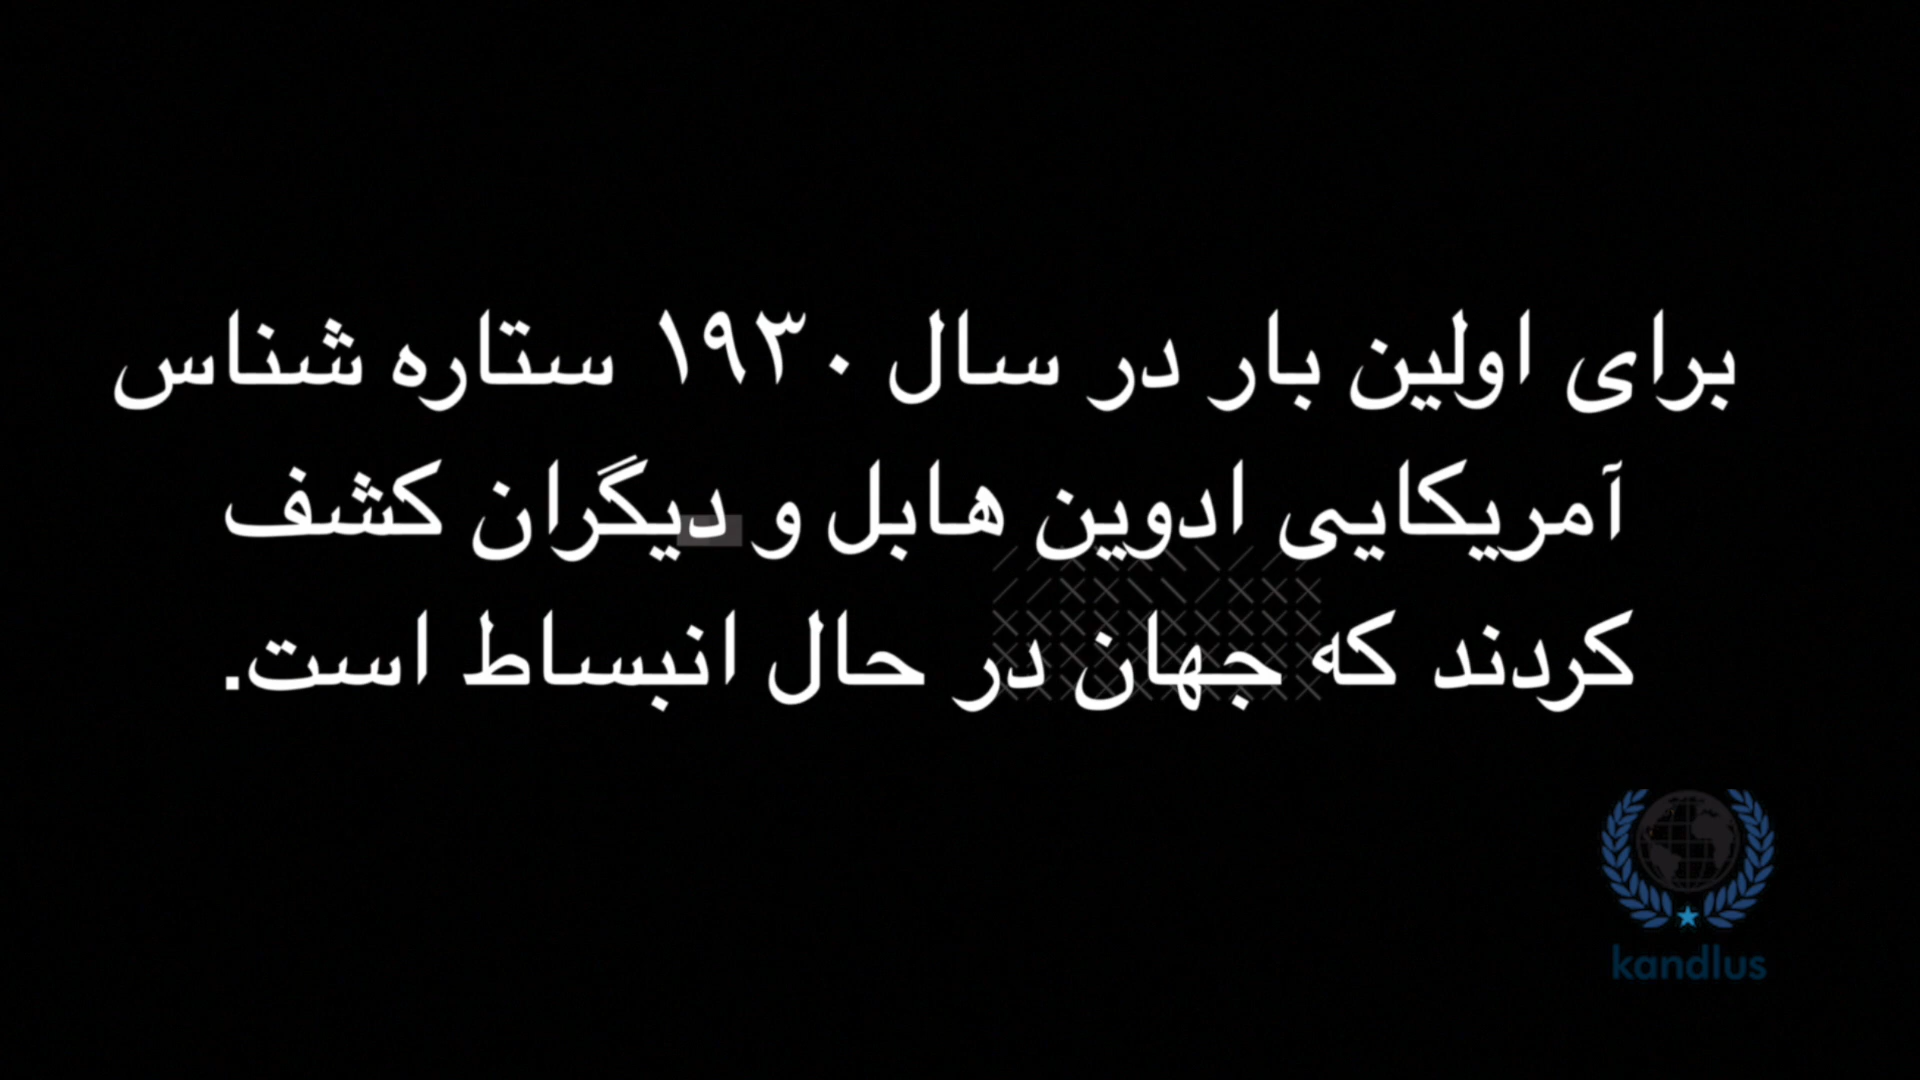 برای اولین بار در سال ۱۹۳۰ ستاره شناس
آمریکایی ادوین هابل و دیگران کشف
کردند که جهان در حال انبساط است.
kandlus